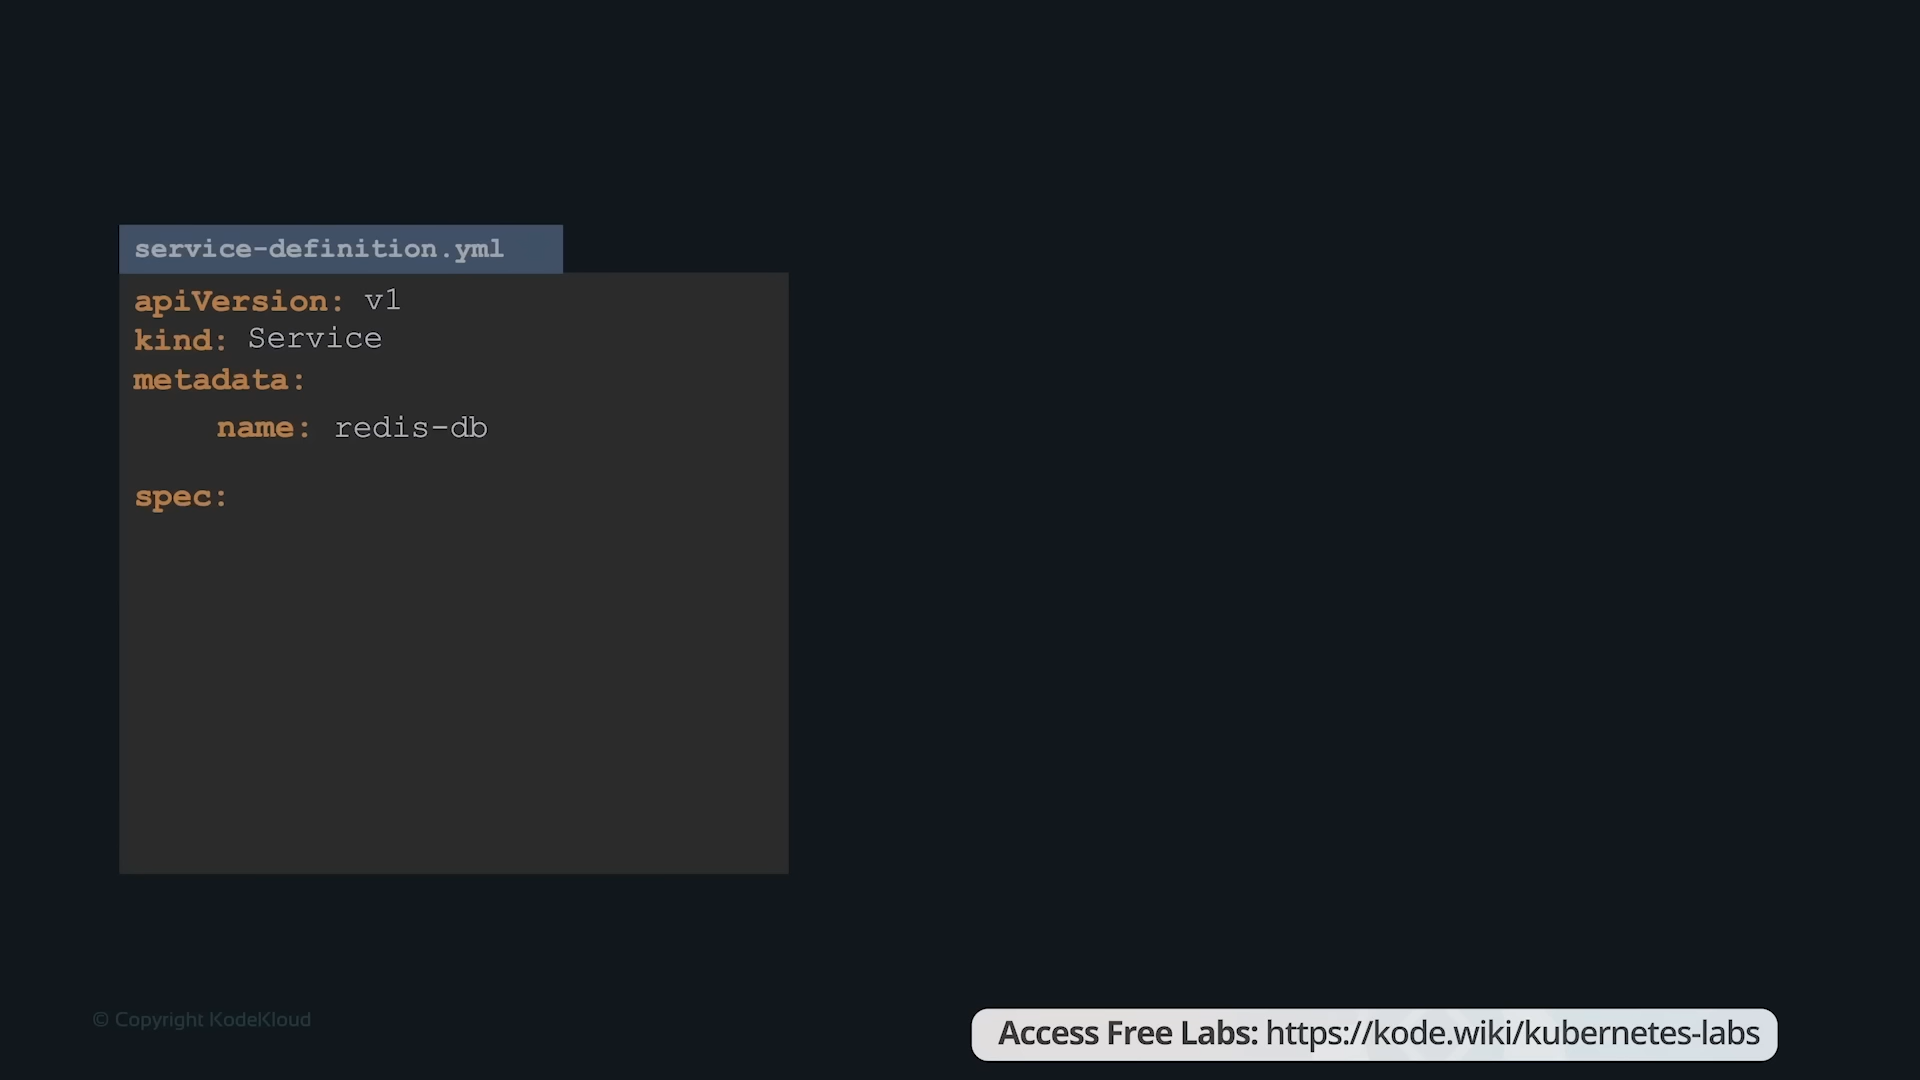 service-definition.yml
apiVersion: v1
kind: Service
metadata:
name: redis-db
spec:
© Copyright KodeKloud
Access Free Labs: https://kode.wiki/kubernetes-labs